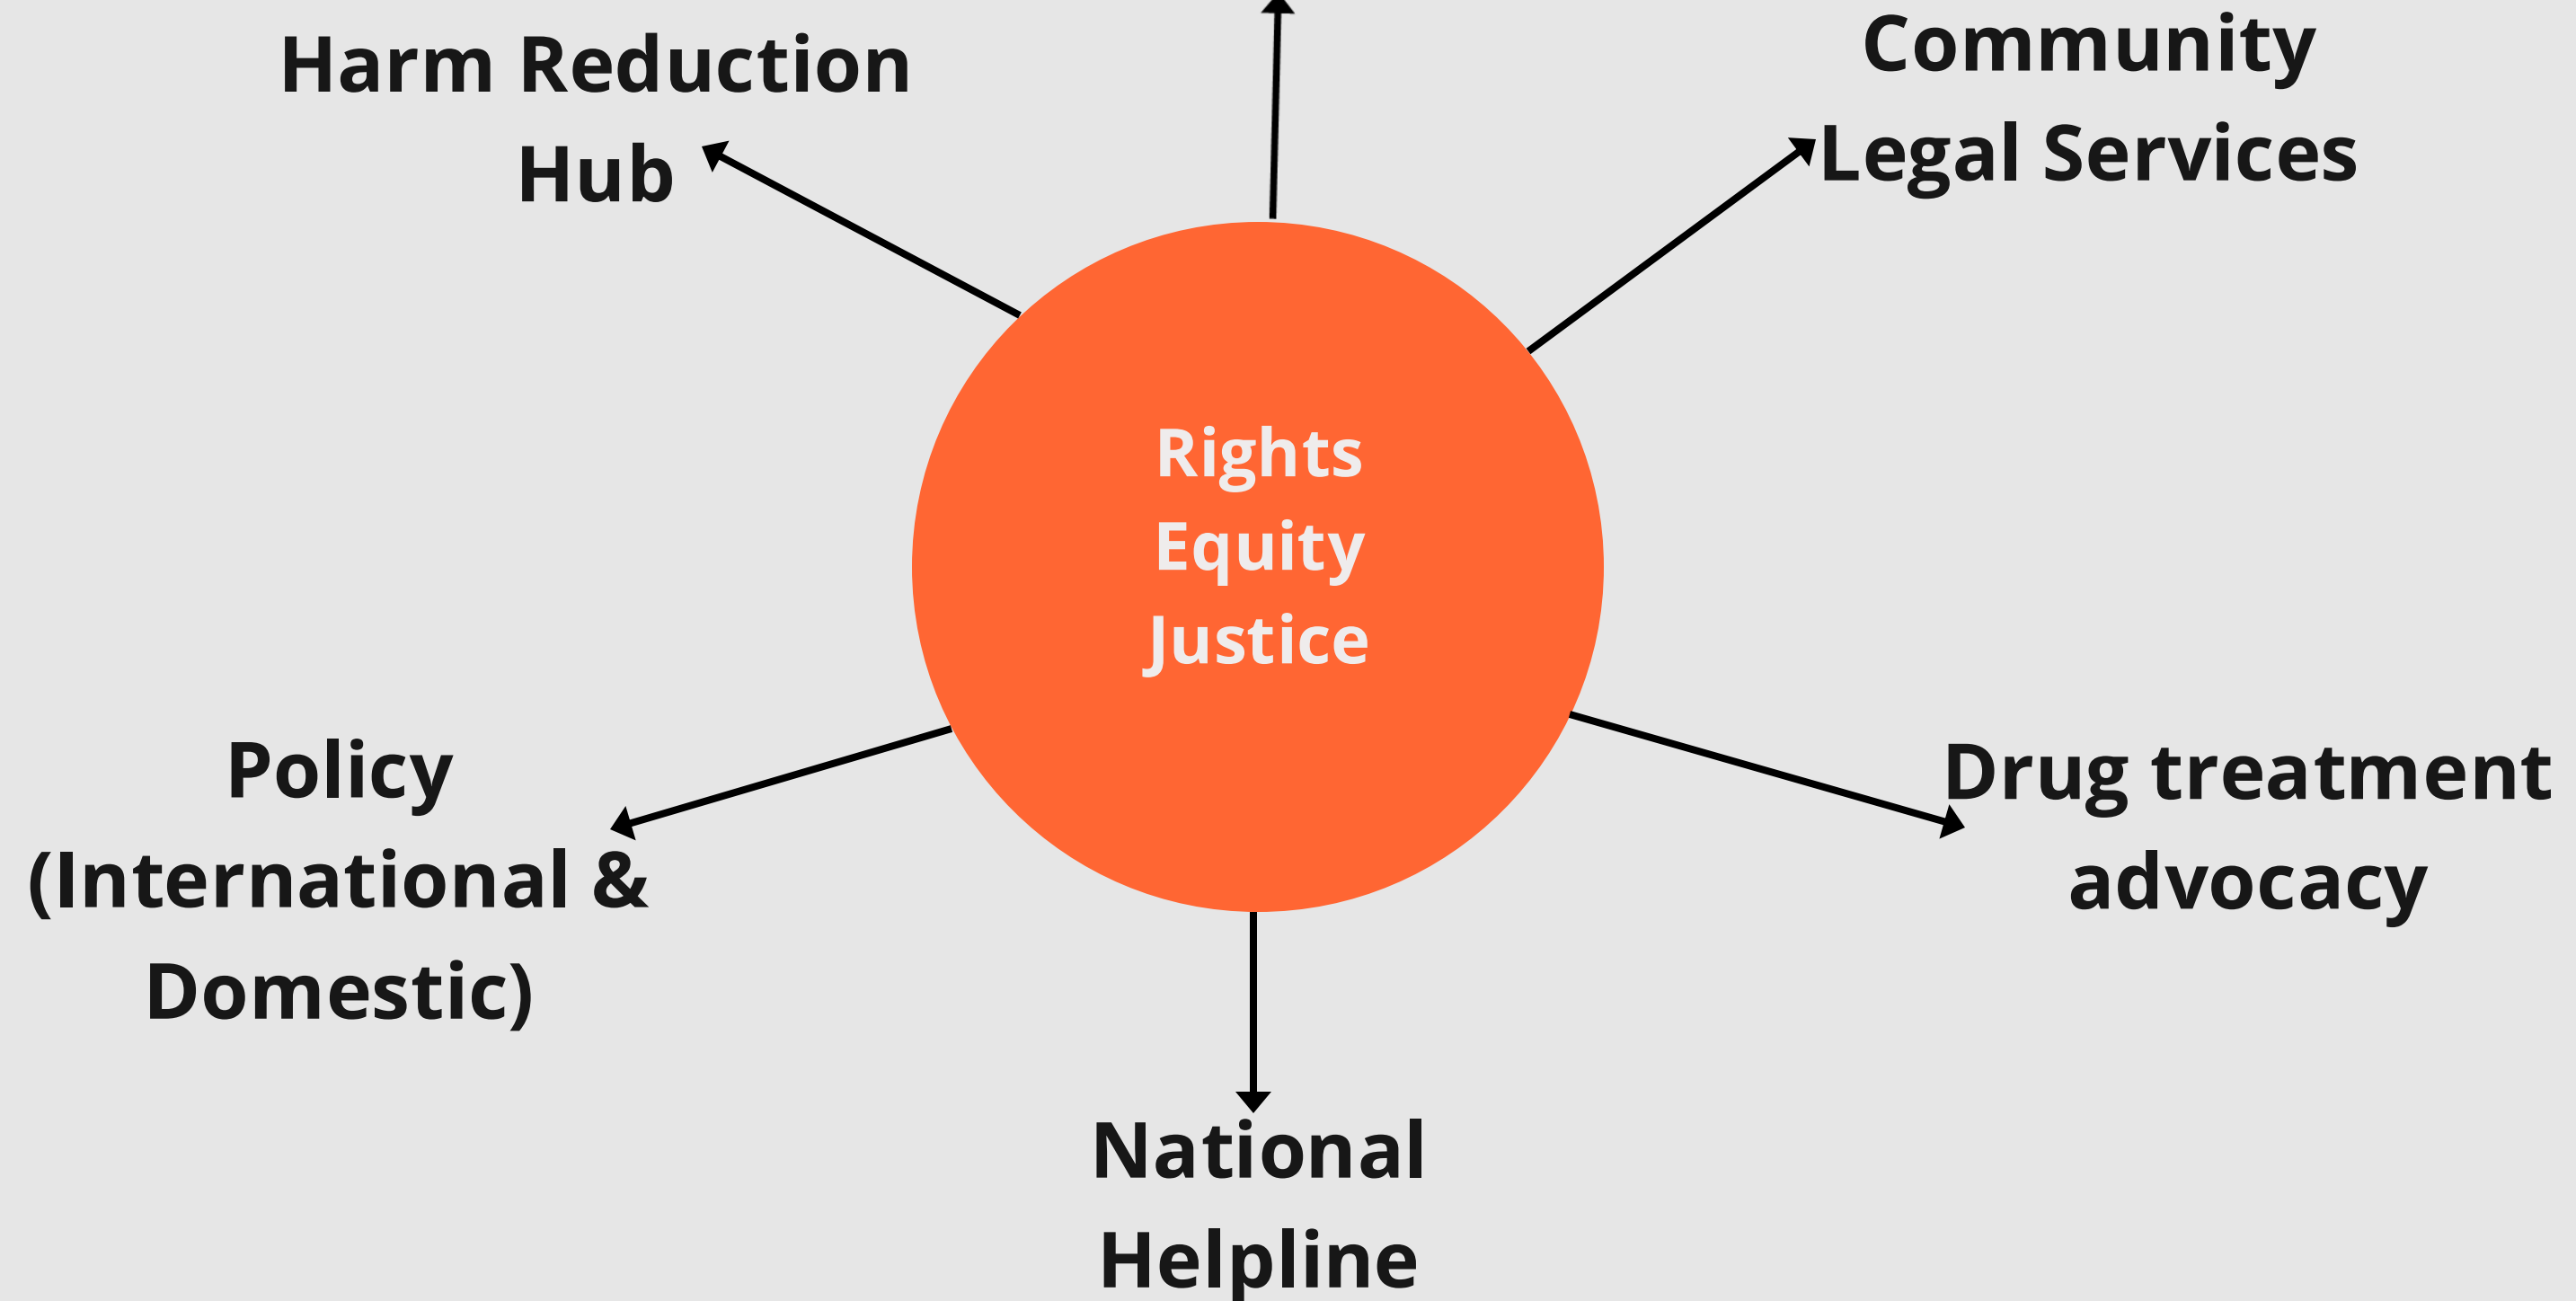 Harm Reduction
Hub
Community
Legal Services
Rights
Equity
Justice
Policy
(International &
Domestic)
Drug treatment
advocacy
National
Helpline